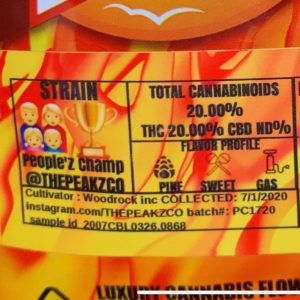 STRAIN
People'z Champ
@THEPEAKZCO
TOTAL CANNABINOIDS
20.00%
THC 20.00% CBD ND%
FLAVOR PROFILE
PINE SWEET GAS
Cultivator : Woodrock inc COLLECTED: 7/1/2020
instagram.com/THEPEAKZCO batch#: PC1720
sample id 2007CBL0326.0868
LUXURY CANNABIS FLOW